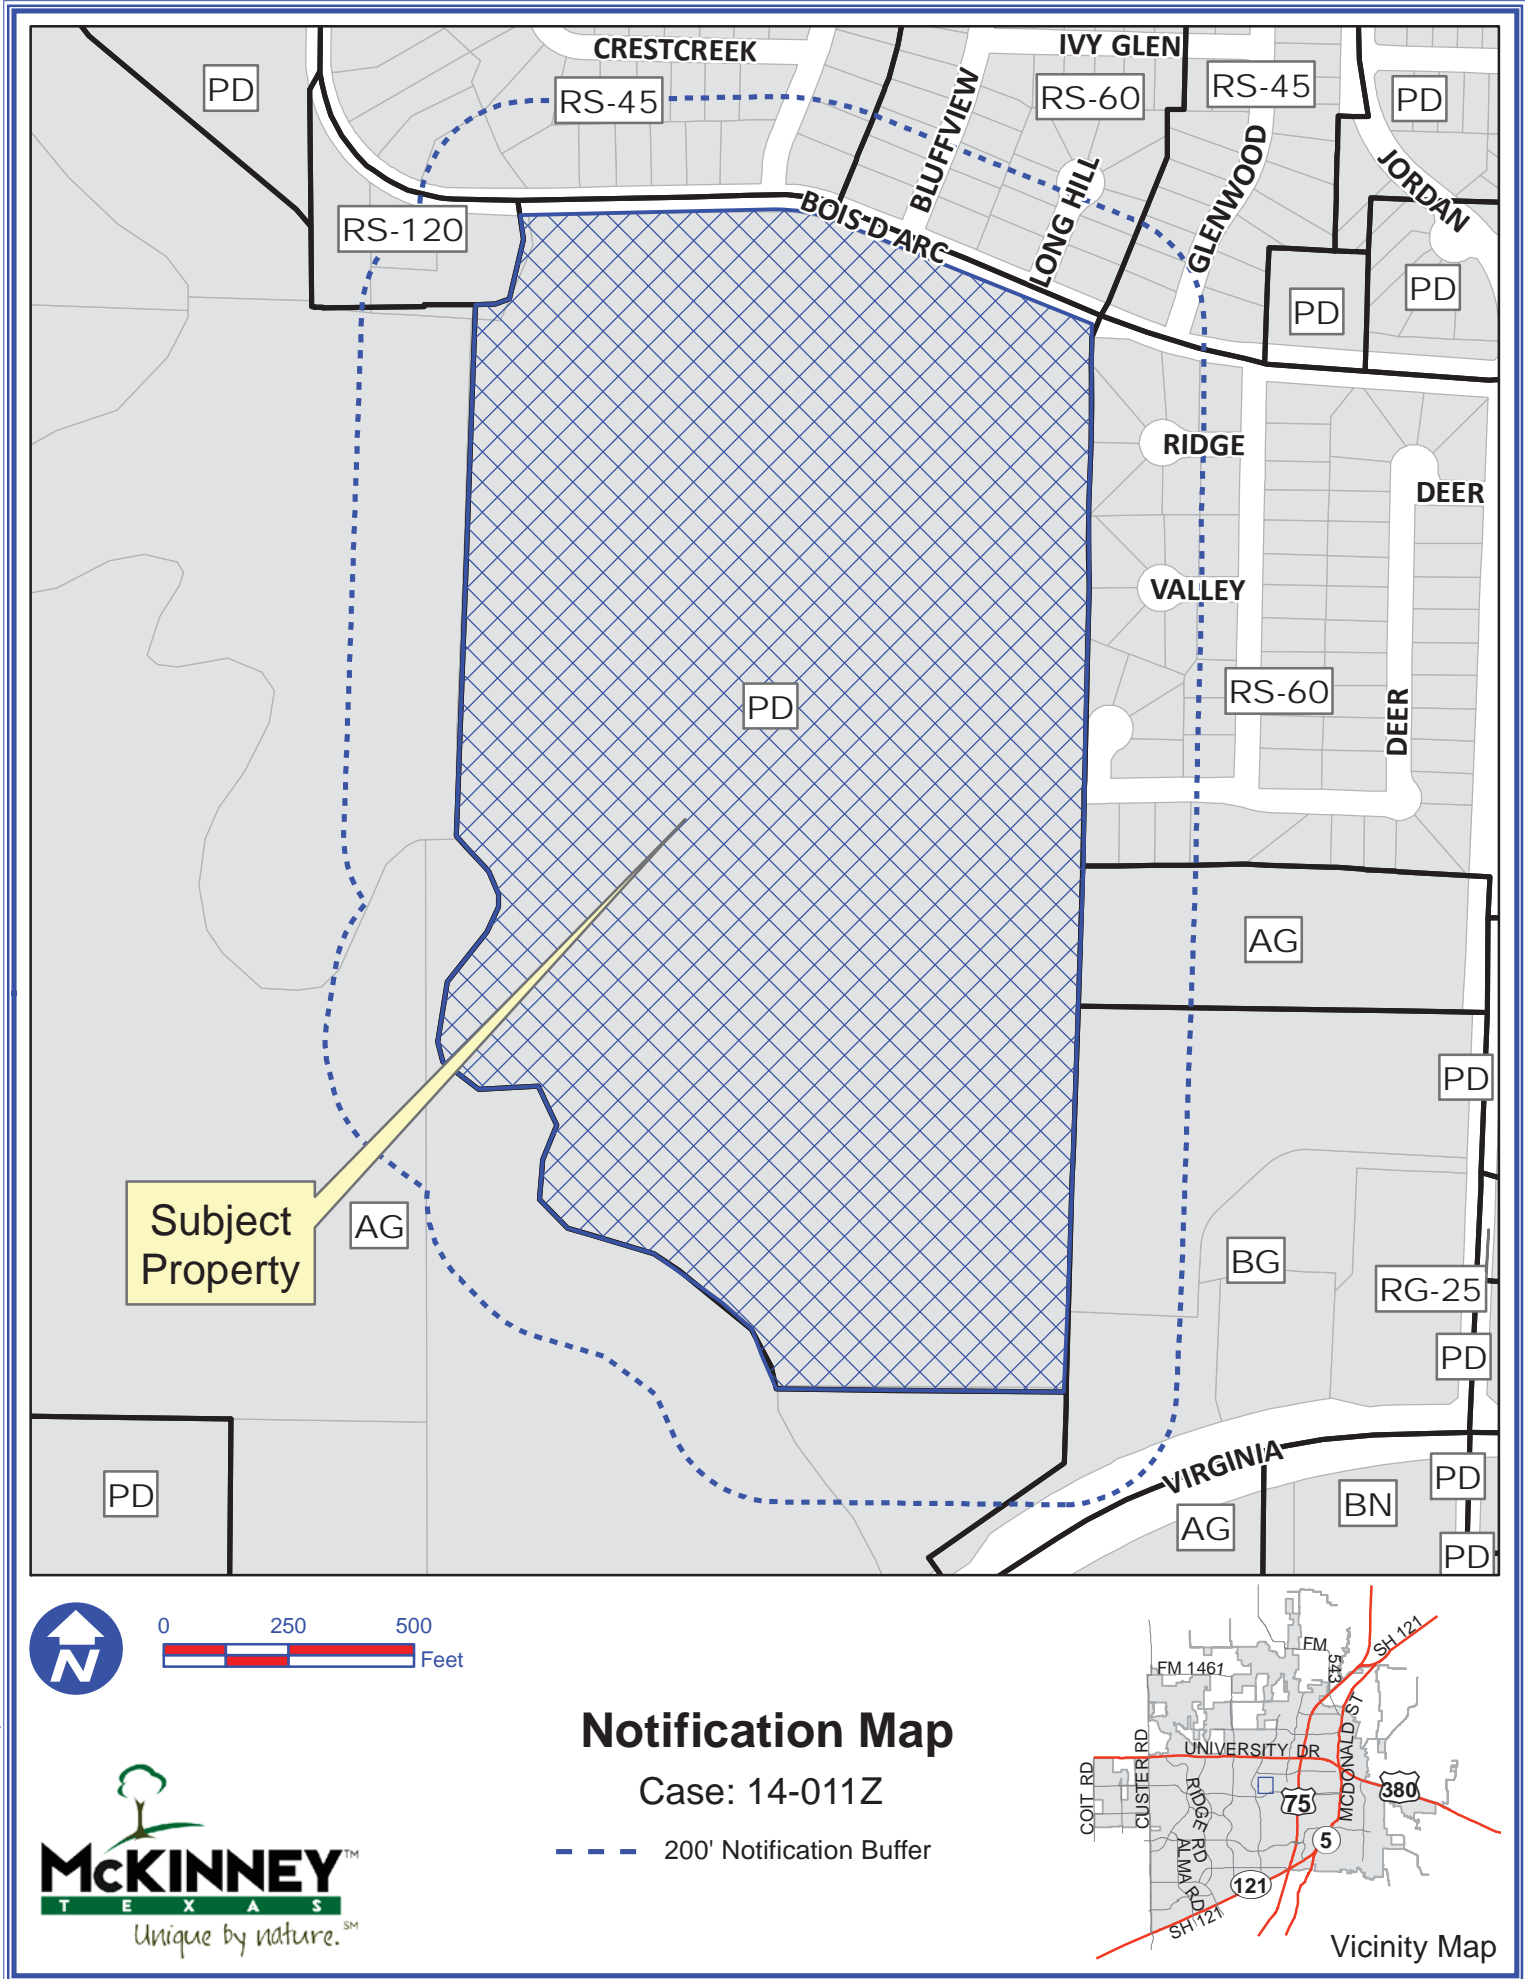 CRESTCREEK
IVY GLEN
PD
RS-45
RS-60
RS-45
PD
BLUFFVIEW
LONG HILL
GLENWOOD
JORDAN
RS-120
BOIS D ARC
PD
PD
RIDGE
DEER
VALLEY
RS-60
PD
DEER
AG
PD
Subject
Property
AG
BG
RG-25
PD
VIRGINIA
PD
PD
BN
AG
PD
N
0 250 500
Feet
Notification Map
Case: 14-011Z
200' Notification Buffer
McKINNEY™
TEXAS
Unique by nature.℠
FM
543
SH 121
FM 1461
MCDONALD ST
UNIVERSITY DR
COIT RD
CUSTER RD
RIDGE RD
ALMA RD
75
380
5
121
SH 121
Vicinity Map